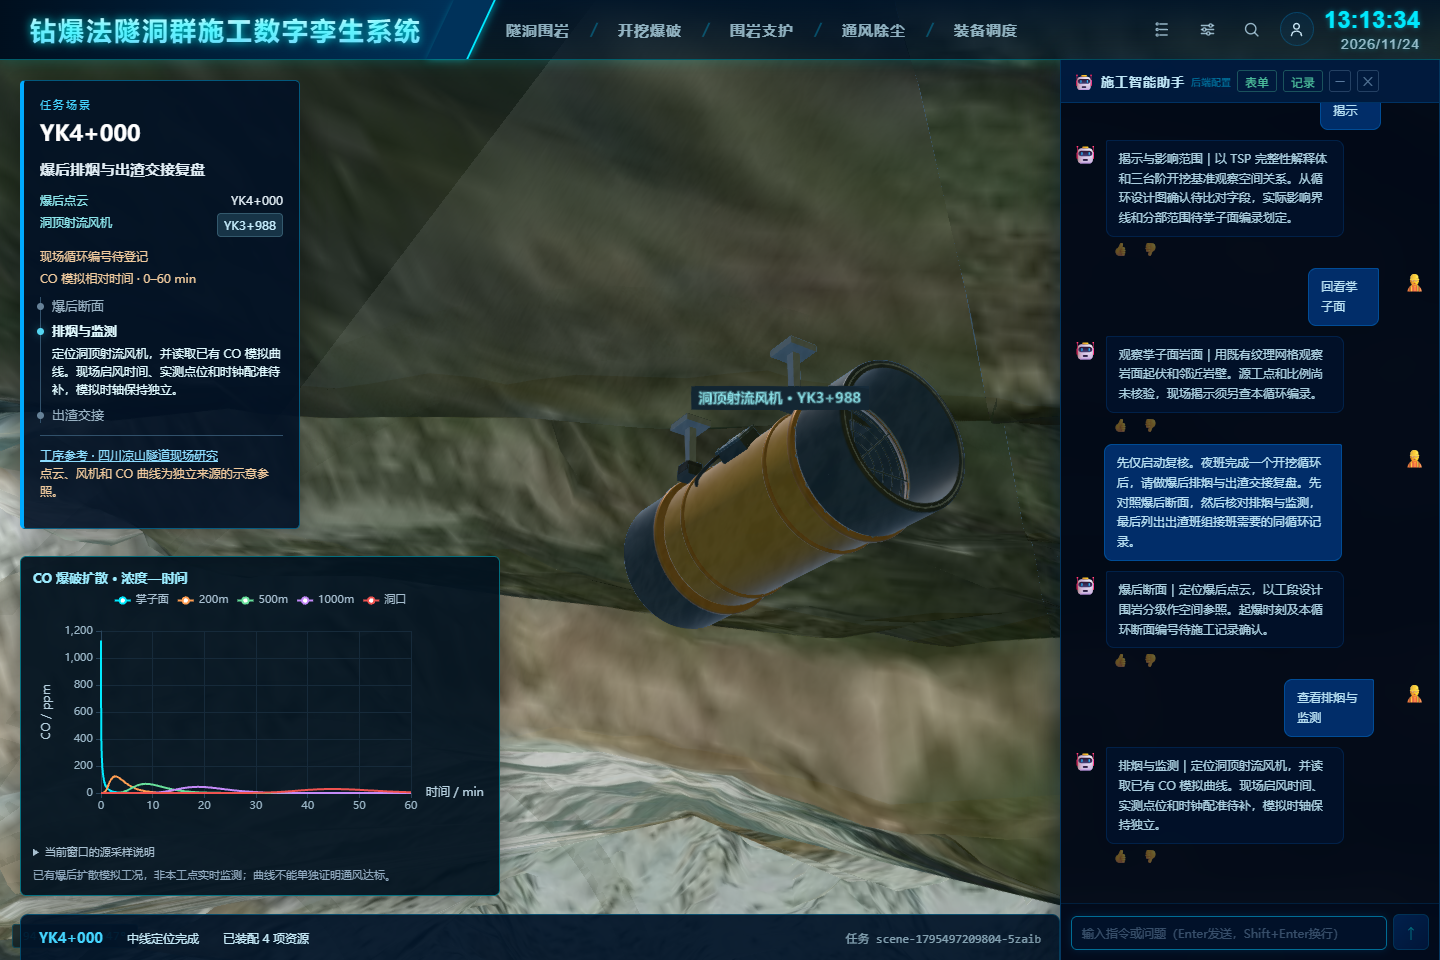 钻爆法隧洞群施工数字孪生系统
隧洞围岩 / 开挖爆破 / 围岩支护 / 通风除尘 / 装备调度
13:13:34
2026/11/24
任务场景
YK4+000
爆后排烟与出渣交接复盘
爆后点云 YK4+000
洞顶射流风机 YK3+988
现场循环编号待登记
CO 模拟相对时间 · 0–60 min
爆后断面
排烟与监测
定位洞顶射流风机，并读取已有 CO 模拟曲
线。现场启风时间、实测点位和时钟配准待
补，模拟时轴保持独立。
出渣交接
工序参考 · 四川凉山隧道现场研究
点云、风机和 CO 曲线为独立来源的示意参
照。
洞顶射流风机 • YK3+988
CO 爆破扩散 • 浓度—时间
掌子面 200m 500m 1000m 洞口
1,200
1,000
800
600
400
200
0
CO / ppm
0 10 20 30 40 50 60
时间 / min
▶ 当前窗口的源采样说明
已有爆后扩散模拟工况，非本工点实时监测；曲线不能单独证明通风达标。
YK4+000 中线定位完成 已装配 4 项资源 任务 scene-1795497209804-5zaib
施工智能助手 后端配置 表单 记录
揭示
揭示与影响范围 | 以 TSP 完整性解释体
和三台阶开挖基准观察空间关系。从循
环设计图确认待比对字段，实际影响界
线和分部范围待掌子面编录划定。
回看掌
子面
观察掌子面岩面 | 用既有纹理网格观察
岩面起伏和邻近岩壁。源工点和比例尚
未核验，现场揭示须另查本循环编录。
先仅启动复核。夜班完成一个开挖循环
后，请做爆后排烟与出渣交接复盘。先
对照爆后断面，然后核对排烟与监测，
最后列出出渣班组接班需要的同循环记
录。
爆后断面 | 定位爆后点云，以工段设计
围岩分级作空间参照。起爆时刻及本循
环断面编号待施工记录确认。
查看排烟与
监测
排烟与监测 | 定位洞顶射流风机，并读
取已有 CO 模拟曲线。现场启风时间、
实测点位和时钟配准待补，模拟时轴保
持独立。
输入指令或问题（Enter发送，Shift+Enter换行）